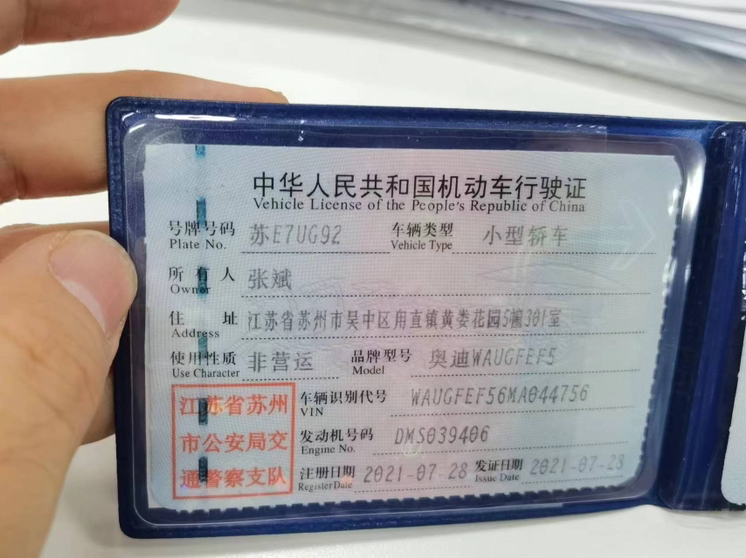 中华人民共和国机动车行驶证
Vehicle License of the People's Republic of China
号牌号码 Plate No. 苏E7UG92 车辆类型 Vehicle Type 小型轿车
所有人 Owner 张斌
住址 Address 江苏省苏州市吴中区甪直镇黄娄花园5幢301室
使用性质 Use Character 非营运 品牌型号 Model 奥迪WAUGFEF5
车辆识别代号 VIN WAUGFEF56MA044756
发动机号码 Engine No. DMS039406
注册日期 Register Date 2021-07-28 发证日期 Issue Date 2021-07-28
江苏省苏州
市公安局交
通警察支队